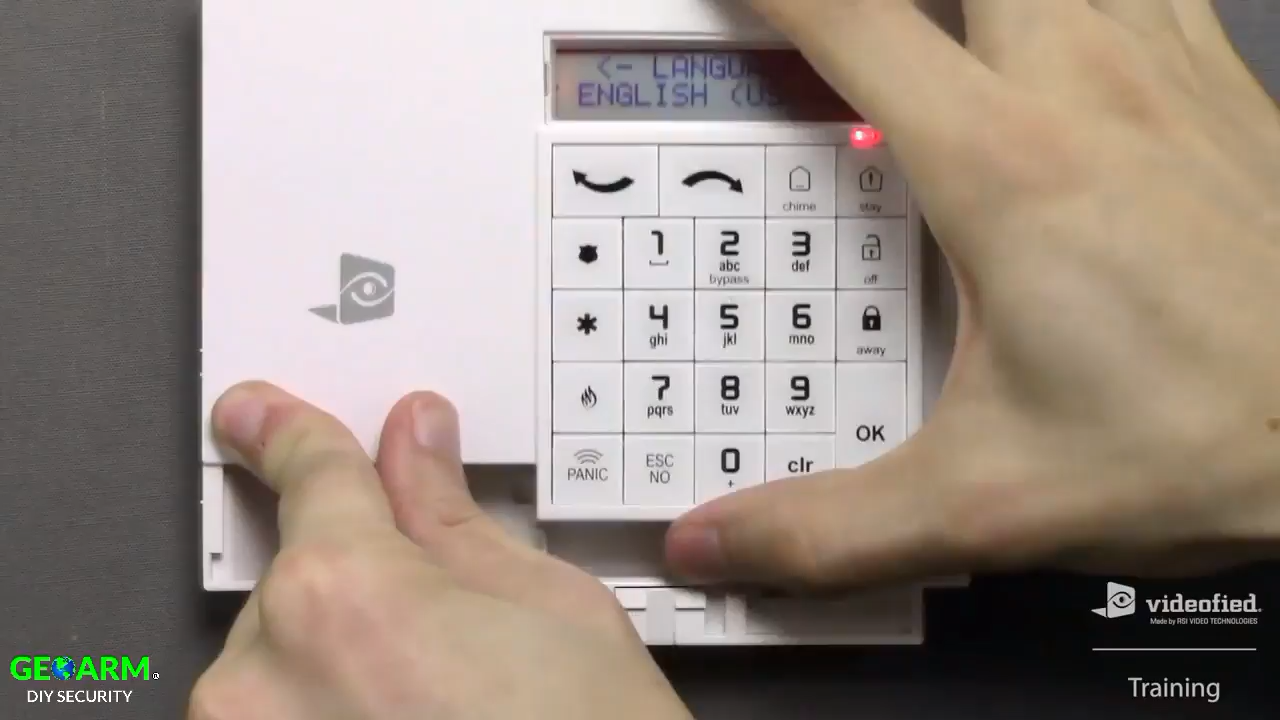 <- LANGU
ENGLISH (US
chime
stay
1
2
abc
bypass
3
def
off
*
4
ghi
5
jkl
6
mno
away
7
pqrs
8
tuv
9
wxyz
OK
PANIC
ESC
NO
0
+
clr
videofied®
Made by RSI VIDEO TECHNOLOGIES
Training
GEOARM®
DIY SECURITY